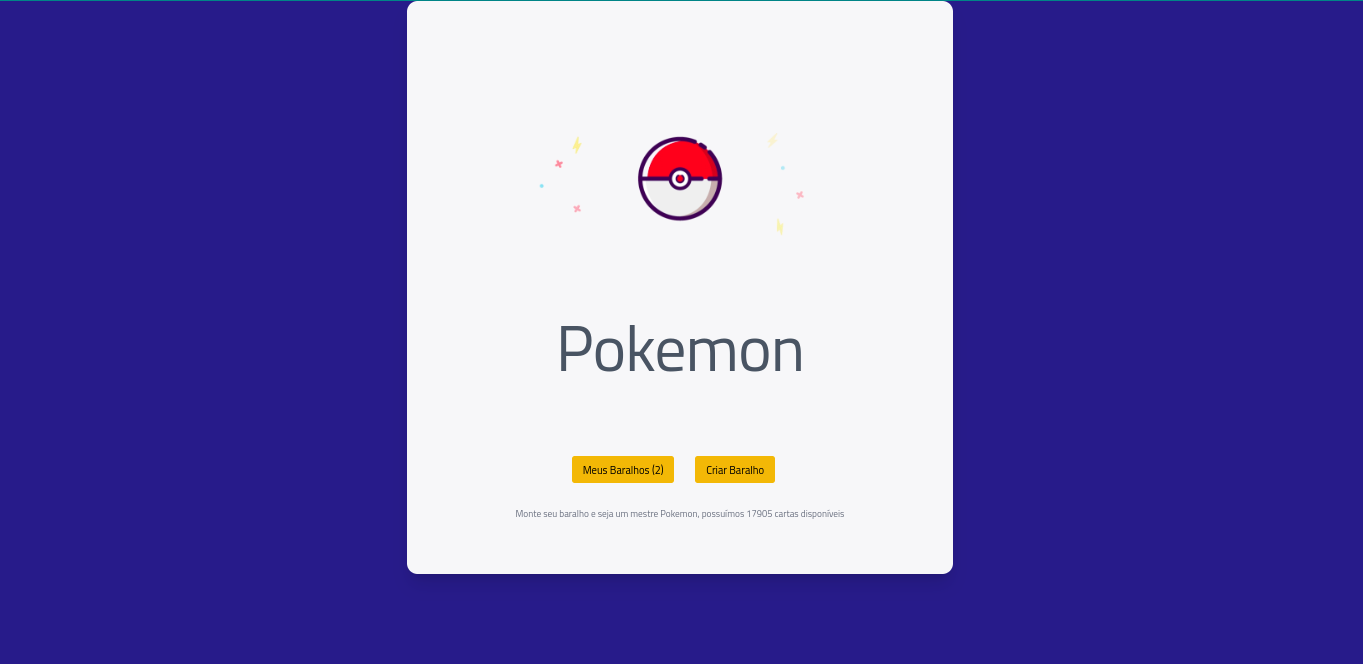 Pokemon
Meus Baralhos (2) Criar Baralho
Monte seu baralho e seja um mestre Pokemon, possuímos 17905 cartas disponíveis